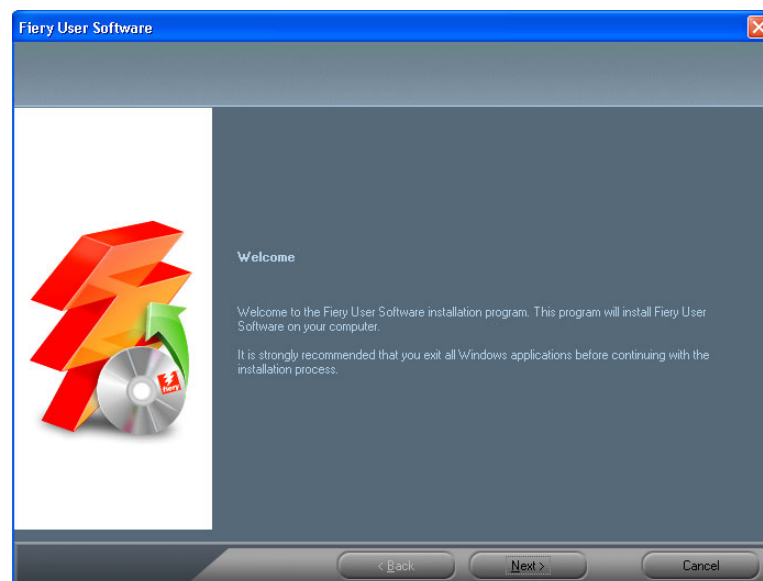 Fiery User Software
Welcome
Welcome to the Fiery User Software installation program. This program will install Fiery User
Software on your computer.
It is strongly recommended that you exit all Windows applications before continuing with the
installation process.
fiery
< Back
Next >
Cancel